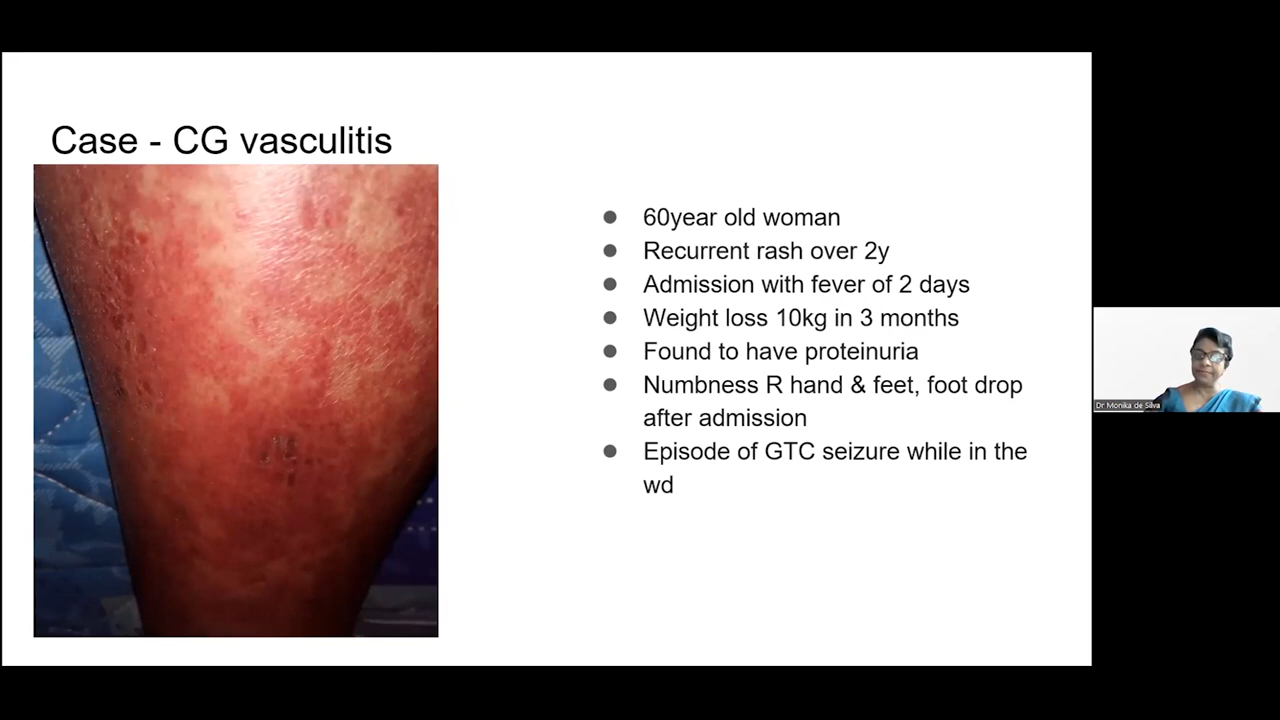 Case - CG vasculitis
● 60year old woman
● Recurrent rash over 2y
● Admission with fever of 2 days
● Weight loss 10kg in 3 months
● Found to have proteinuria
● Numbness R hand & feet, foot drop
after admission
● Episode of GTC seizure while in the
wd
Dr Monika de Silva